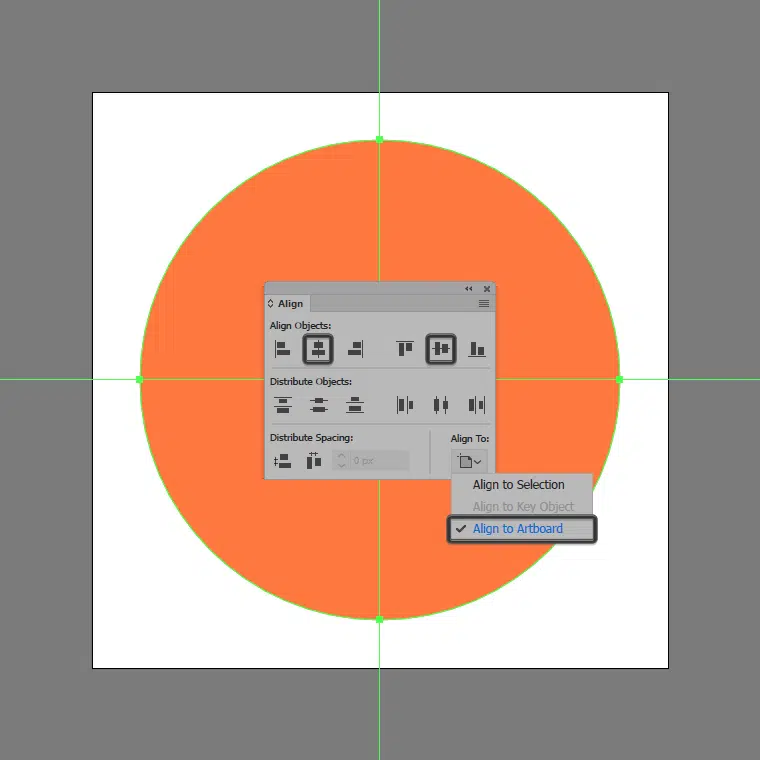 Align
Align Objects:
Distribute Objects:
Distribute Spacing:
Align To:
0 px
Align to Selection
Align to Key Object
Align to Artboard